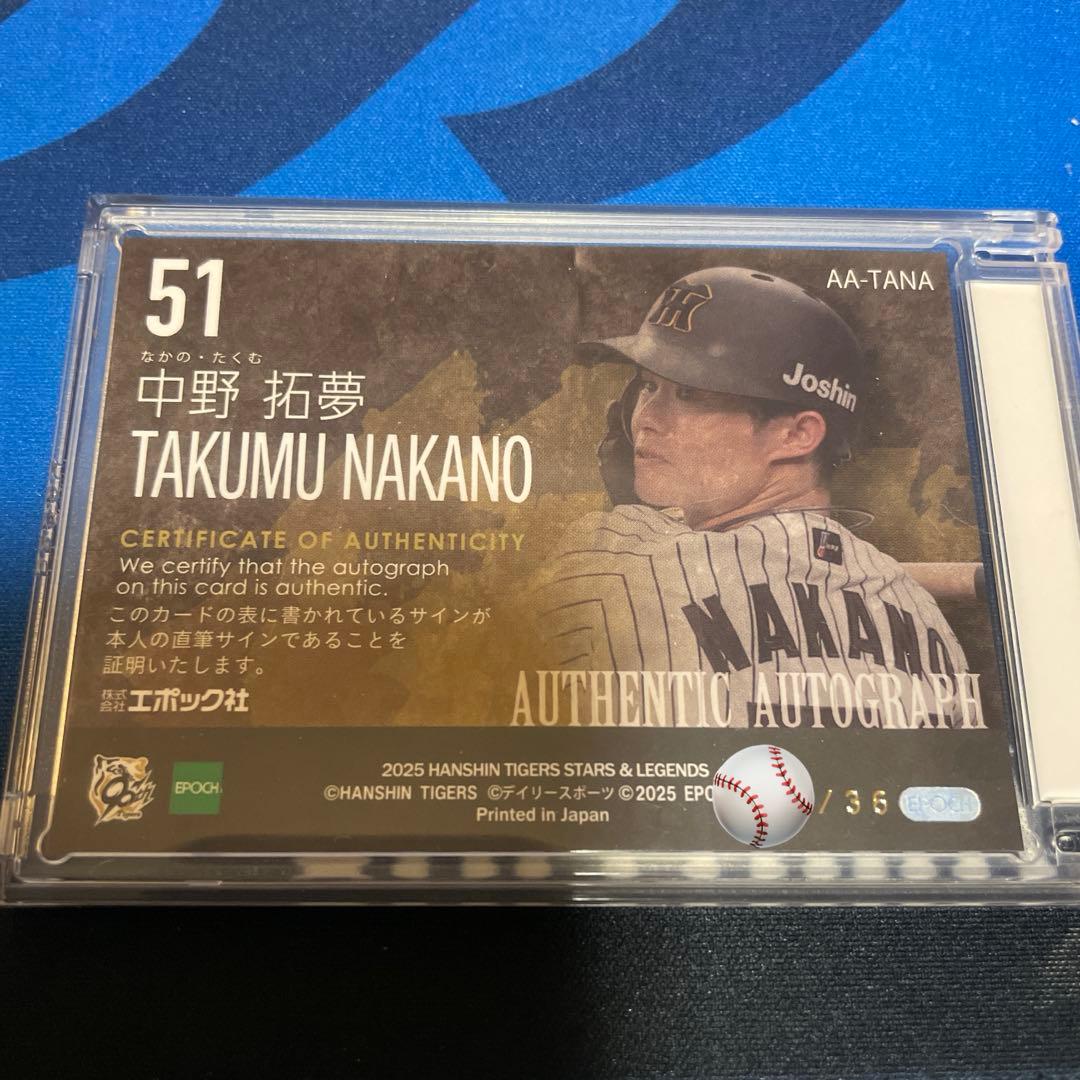 51
AA-TANA
なかの・たくむ
中野 拓夢
TAKUMU NAKANO
Joshin
CERTIFICATE OF AUTHENTICITY
We certify that the autograph
on this card is authentic.
このカードの表に書かれているサインが
本人の直筆サインであることを
証明いたします。
株式会社 エポック社
NAKANO
AUTHENTIC AUTOGRAPH
EPOCH
2025 HANSHIN TIGERS STARS & LEGENDS
©HANSHIN TIGERS ©デイリースポーツ ©2025
Printed in Japan
/36
EPOCH